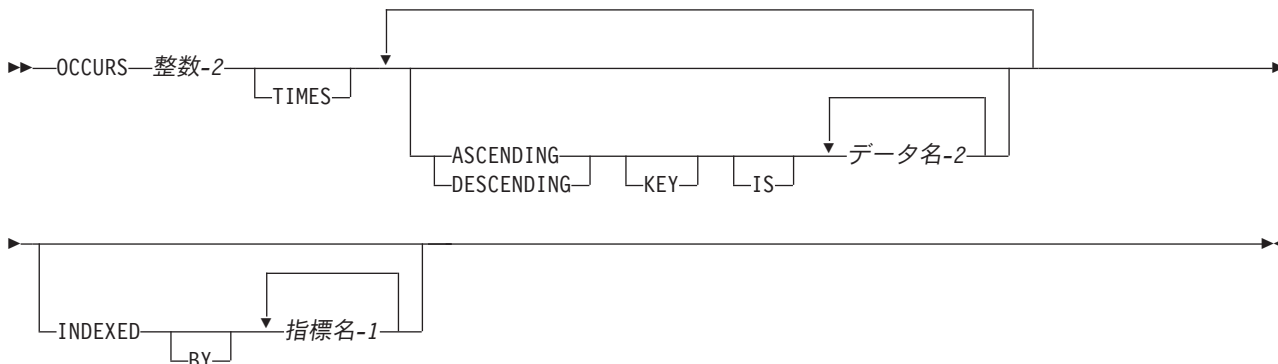 OCCURS 整数-2
TIMES
ASCENDING
DESCENDING
KEY
IS
データ名-2
INDEXED
BY
指標名-1